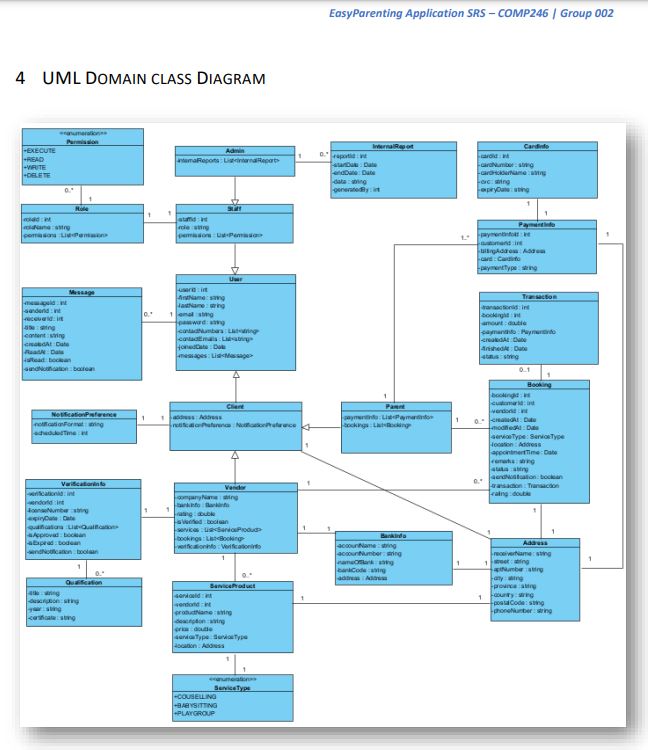 EasyParenting Application SRS – COMP246 | Group 002
4 UML DOMAIN CLASS DIAGRAM
<<enumeration>>
Permission
+EXECUTE
+READ
+WRITE
+DELETE
Admin
-internalReports : List<InternalReport>
1
0..*
InternalReport
-reportId : int
-startDate : Date
-endDate : Date
-data : string
-generatedBy : int
CardInfo
-cardId : int
-cardNumber : string
-cardHolderName : string
-cvc : string
-expiryDate : string
0..*
1
1
1
Role
-roleId : int
-roleName : string
-permissions : List<Permission>
1
1
Staff
-staffId : int
-role : string
-permissions : List<Permission>
PaymentInfo
-paymentInfoId : int
-customerId : int
-billingAddress : Address
-card : CardInfo
-paymentType : string
1..*
1
User
-userId : int
-firstName : string
-lastName : string
-email : string
-password : string
-contactNumbers : List<string>
-contactEmails : List<string>
-joinedDate : Date
-messages : List<Message>
Message
-messageId : int
-senderId : int
-receiverId : int
-title : string
-content : string
-createdAt : Date
-ReadAt : Date
-isRead : boolean
-sendNotification : boolean
0..*
1
Transaction
-transactionId : int
-bookingId : int
-amount : double
-paymentInfo : PaymentInfo
-createdAt : Date
-finishedAt : Date
-status : string
0..1
1
NotificationPreference
-notificationFormat : string
-scheduledTime : int
1
1
Client
-address : Address
-notificationPreference : NotificationPreference
1
1
Parent
-paymentInfo : List<PaymentInfo>
-bookings : List<Booking>
1
0..*
Booking
-bookingId : int
-customerId : int
-vendorId : int
-createdAt : Date
-modifiedAt : Date
-serviceType : ServiceType
-location : Address
-appointmentTime : Date
-remarks : string
-status : string
-sendNotification : boolean
-transaction : Transaction
-rating : double
VerificationInfo
-verificationId : int
-vendorId : int
-licenseNumber : string
-expiryDate : Date
-qualifications : List<Qualification>
-isApproved : boolean
-isExpired : boolean
-sendNotification : boolean
1
1
Vendor
-companyName : string
-bankInfo : BankInfo
-rating : double
-isVerified : boolean
-services : List<ServiceProduct>
-bookings : List<Booking>
-verificationInfo : VerificationInfo
1
0..*
1
1
BankInfo
-accountName : string
-accountNumber : string
-nameOfBank : string
-bankCode : string
-address : Address
1
1
1
1
1
Address
-receiverName : string
-street : string
-aptNumber : string
-city : string
-province : string
-country : string
-postalCode : string
-phoneNumber : string
1
1
0..*
Qualification
-title : string
-description : string
-year : string
-certificate : string
1
0..*
ServiceProduct
-serviceId : int
-vendorId : int
-productName : string
-description : string
-price : double
-serviceType : ServiceType
-location : Address
1
1
1
1
<<enumeration>>
ServiceType
+COUSELLING
+BABYSITTING
+PLAYGROUP